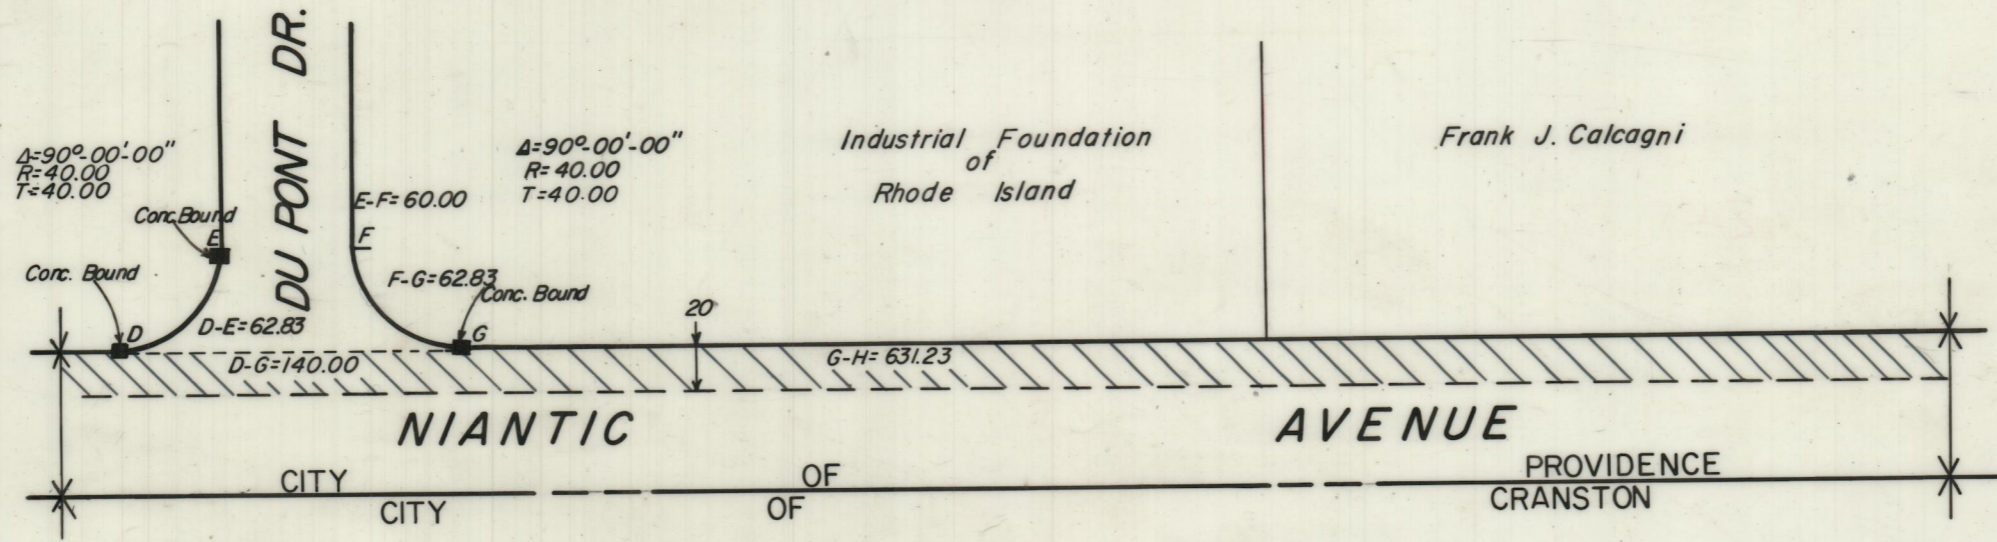 DU PONT DR.
Δ=90º-00'-00"
R=40.00
T=40.00
Conc. Bound
E
Conc. Bound
D
D-E=62.83
D-G=140.00
E-F=60.00
F
F-G=62.83
Conc. Bound
G
Δ=90º-00'-00"
R=40.00
T=40.00
20'
Industrial Foundation
of
Rhode Island
Frank J. Calcagni
G-H=631.23
NIANTIC AVENUE
CITY OF PROVIDENCE
CITY OF CRANSTON